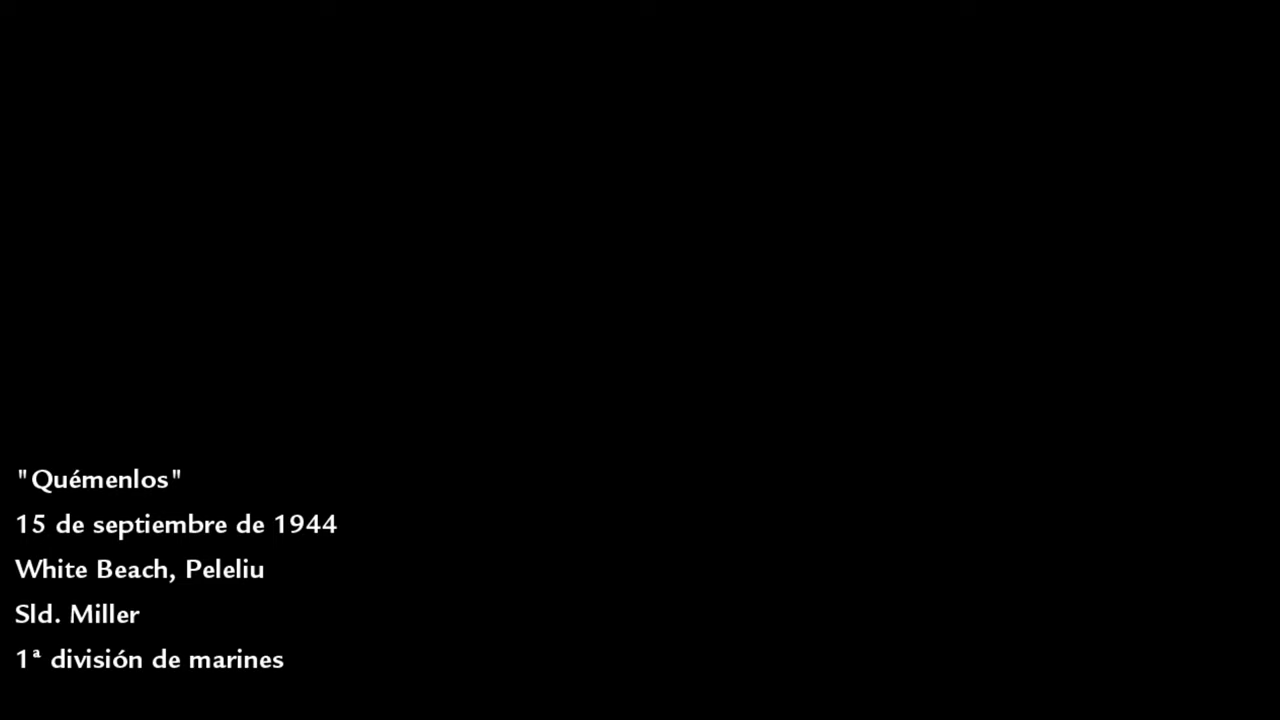 "Quémenlos"
15 de septiembre de 1944
White Beach, Peleliu
Sld. Miller
1ª división de marines